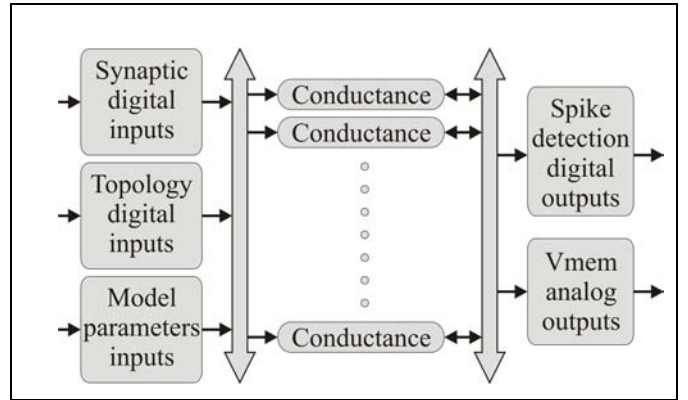 Synaptic
digital
inputs
Topology
digital
inputs
Model
parameters
inputs
Conductance
Conductance
Conductance
Spike
detection
digital
outputs
Vmem
analog
outputs